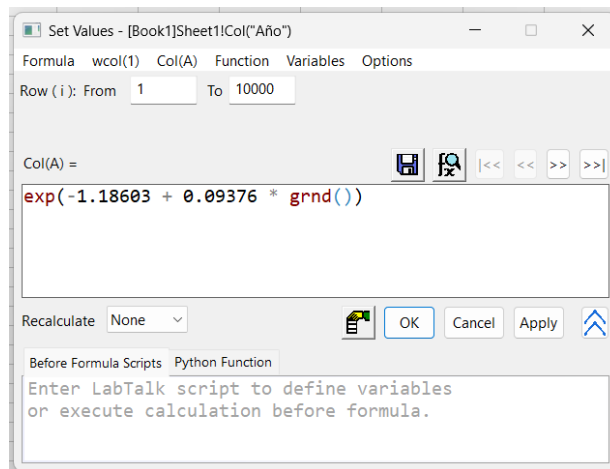 Set Values - [Book1]Sheet1!Col("Año")
Formula wcol(1) Col(A) Function Variables Options
Row ( i ): From 1 To 10000
Col(A) =
|<< << >> >>|
exp(-1.18603 + 0.09376 * grnd())
Recalculate None OK Cancel Apply
Before Formula Scripts Python Function
Enter LabTalk script to define variables
or execute calculation before formula.